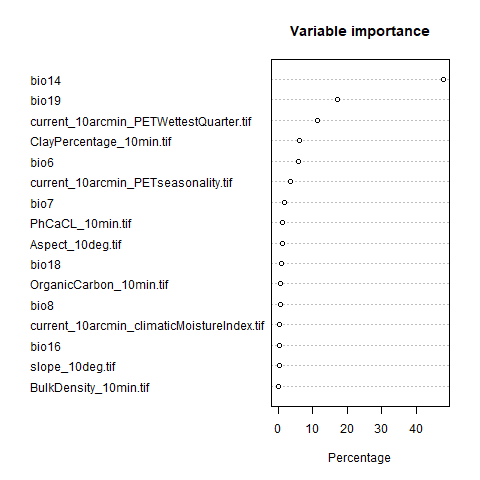 Variable importance
bio14
bio19
current_10arcmin_PETWettestQuarter.tif
ClayPercentage_10min.tif
bio6
current_10arcmin_PETseasonality.tif
bio7
PhCaCL_10min.tif
Aspect_10deg.tif
bio18
OrganicCarbon_10min.tif
bio8
current_10arcmin_climaticMoistureIndex.tif
bio16
slope_10deg.tif
BulkDensity_10min.tif
0 10 20 30 40
Percentage